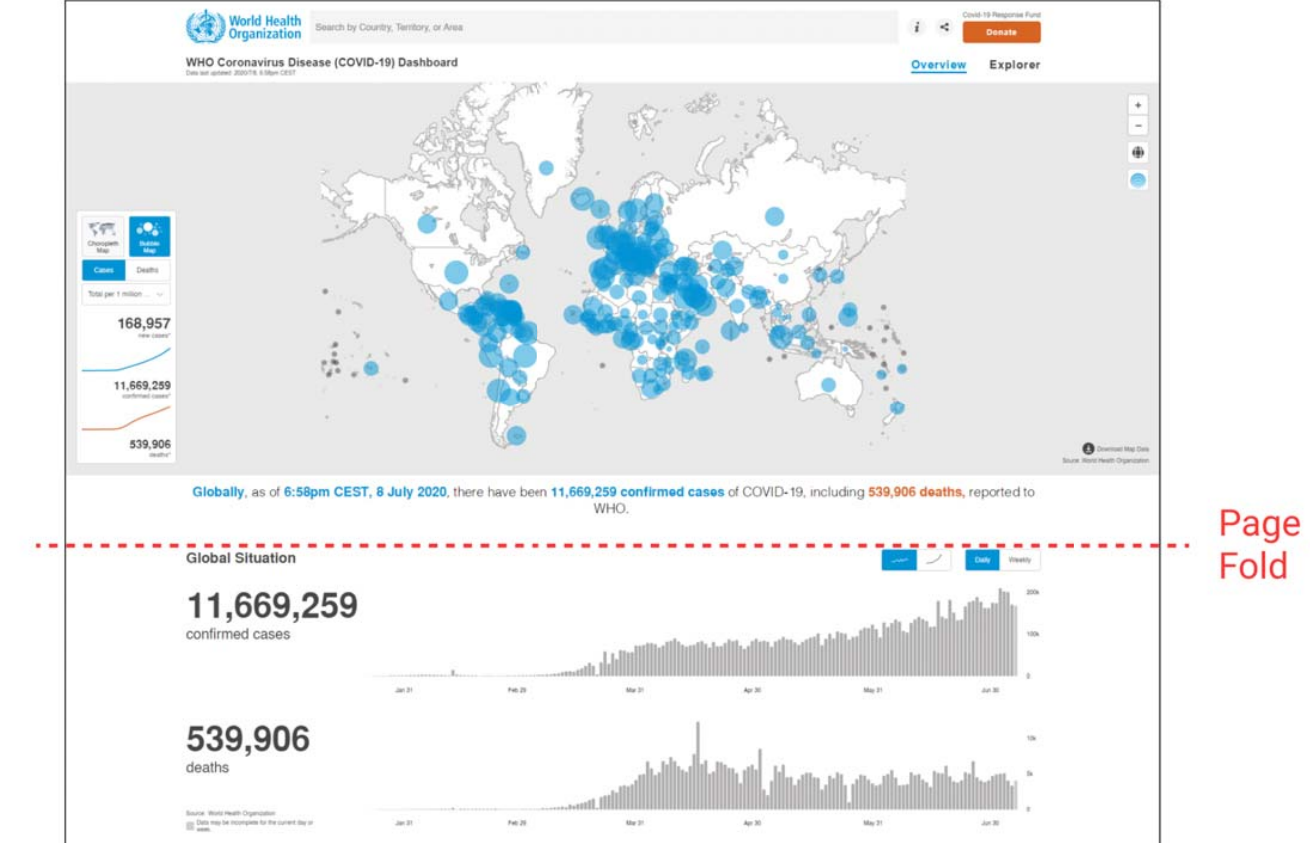 World Health
Organization
Search by Country, Territory, or Area
i
Covid-19 Response Fund
Donate
WHO Coronavirus Disease (COVID-19) Dashboard
Data last updated: 2020/7/8, 6:58pm CEST
Overview
Explorer
+
−
Choropleth
Map
Bubble
Map
Cases
Deaths
Total per 1 million ...
168,957
new cases*
11,669,259
confirmed cases*
539,906
deaths*
Download Map Data
Source: World Health Organization
Globally, as of 6:58pm CEST, 8 July 2020, there have been 11,669,259 confirmed cases of COVID-19, including 539,906 deaths, reported to
WHO.
Page
Fold
Global Situation
Daily
Weekly
11,669,259
confirmed cases
200k
100k
0
Jan 31
Feb 29
Mar 31
Apr 30
May 31
Jun 30
539,906
deaths
10k
5k
0
Source: World Health Organization
Data may be incomplete for the current day or
week.
Jan 31
Feb 29
Mar 31
Apr 30
May 31
Jun 30